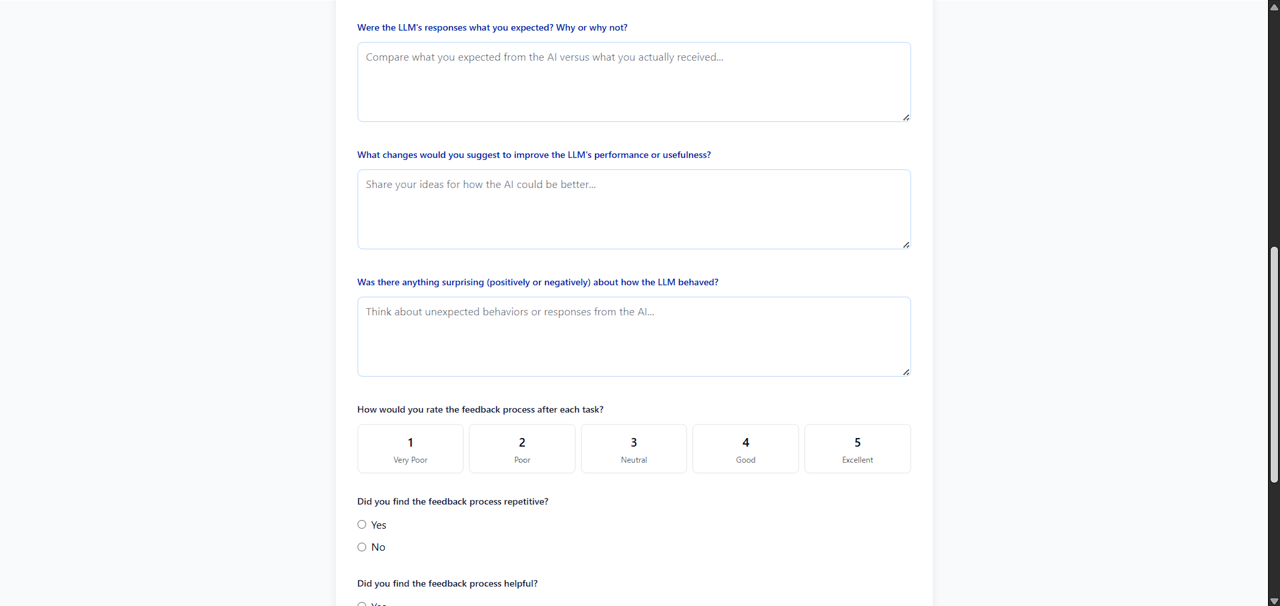 Were the LLM's responses what you expected? Why or why not?
Compare what you expected from the AI versus what you actually received...
What changes would you suggest to improve the LLM's performance or usefulness?
Share your ideas for how the AI could be better...
Was there anything surprising (positively or negatively) about how the LLM behaved?
Think about unexpected behaviors or responses from the AI...
How would you rate the feedback process after each task?
1 2 3 4 5
Very Poor Poor Neutral Good Excellent
Did you find the feedback process repetitive?
Yes
No
Did you find the feedback process helpful?
Yes